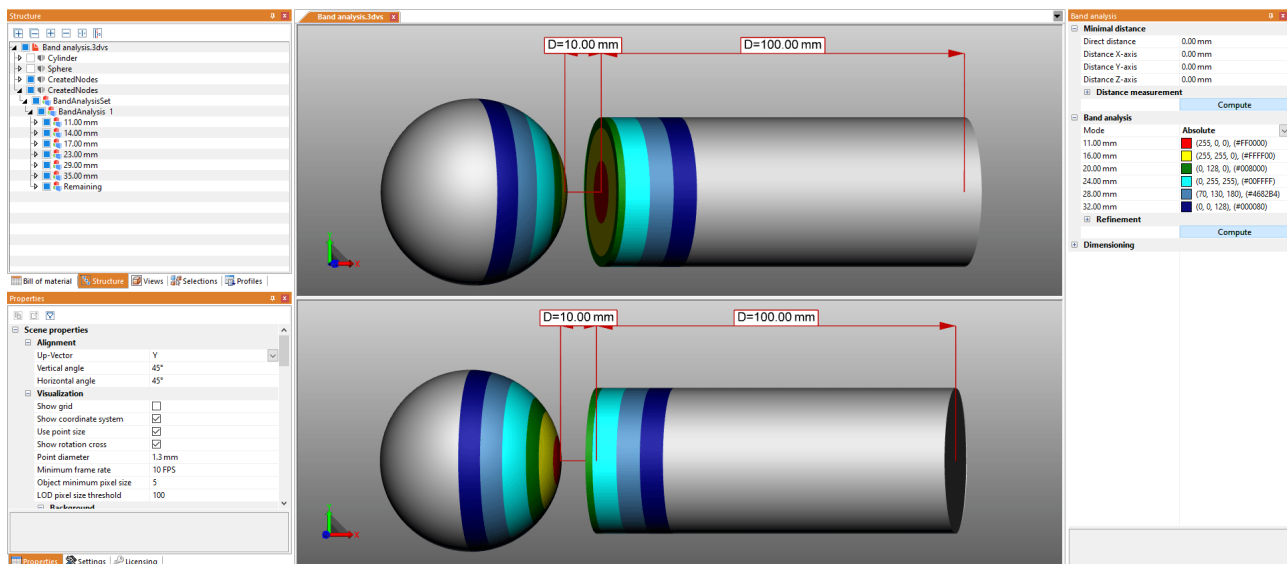 Structure
Band analysis.3dvs
Cylinder
Sphere
CreatedNodes
CreatedNodes
BandAnalysisSet
BandAnalysis 1
11.00 mm
14.00 mm
17.00 mm
23.00 mm
29.00 mm
35.00 mm
Remaining
Bill of material Structure Views Selections Profiles
Properties
Scene properties
Alignment
Up-Vector Y
Vertical angle 45°
Horizontal angle 45°
Visualization
Show grid
Show coordinate system
Use point size
Show rotation cross
Point diameter 1.3 mm
Minimum frame rate 10 FPS
Object minimum pixel size 5
LOD pixel size threshold 100
Background
Properties Settings Licensing
Band analysis.3dvs
D=10.00 mm D=100.00 mm
Y
X
D=10.00 mm D=100.00 mm
X
Band analysis
Minimal distance
Direct distance 0.00 mm
Distance X-axis 0.00 mm
Distance Y-axis 0.00 mm
Distance Z-axis 0.00 mm
Distance measurement
Compute
Band analysis
Mode Absolute
11.00 mm (255, 0, 0), (#FF0000)
16.00 mm (255, 255, 0), (#FFFF00)
20.00 mm (0, 128, 0), (#008000)
24.00 mm (0, 255, 255), (#00FFFF)
28.00 mm (70, 130, 180), (#4682B4)
32.00 mm (0, 0, 128), (#000080)
Refinement
Compute
Dimensioning